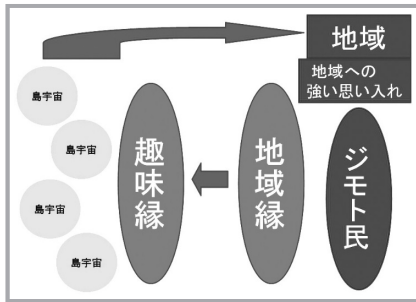 地域
地域への
強い思い入れ
島宇宙
島宇宙
島宇宙
島宇宙
趣味縁
地域縁
ジモト民